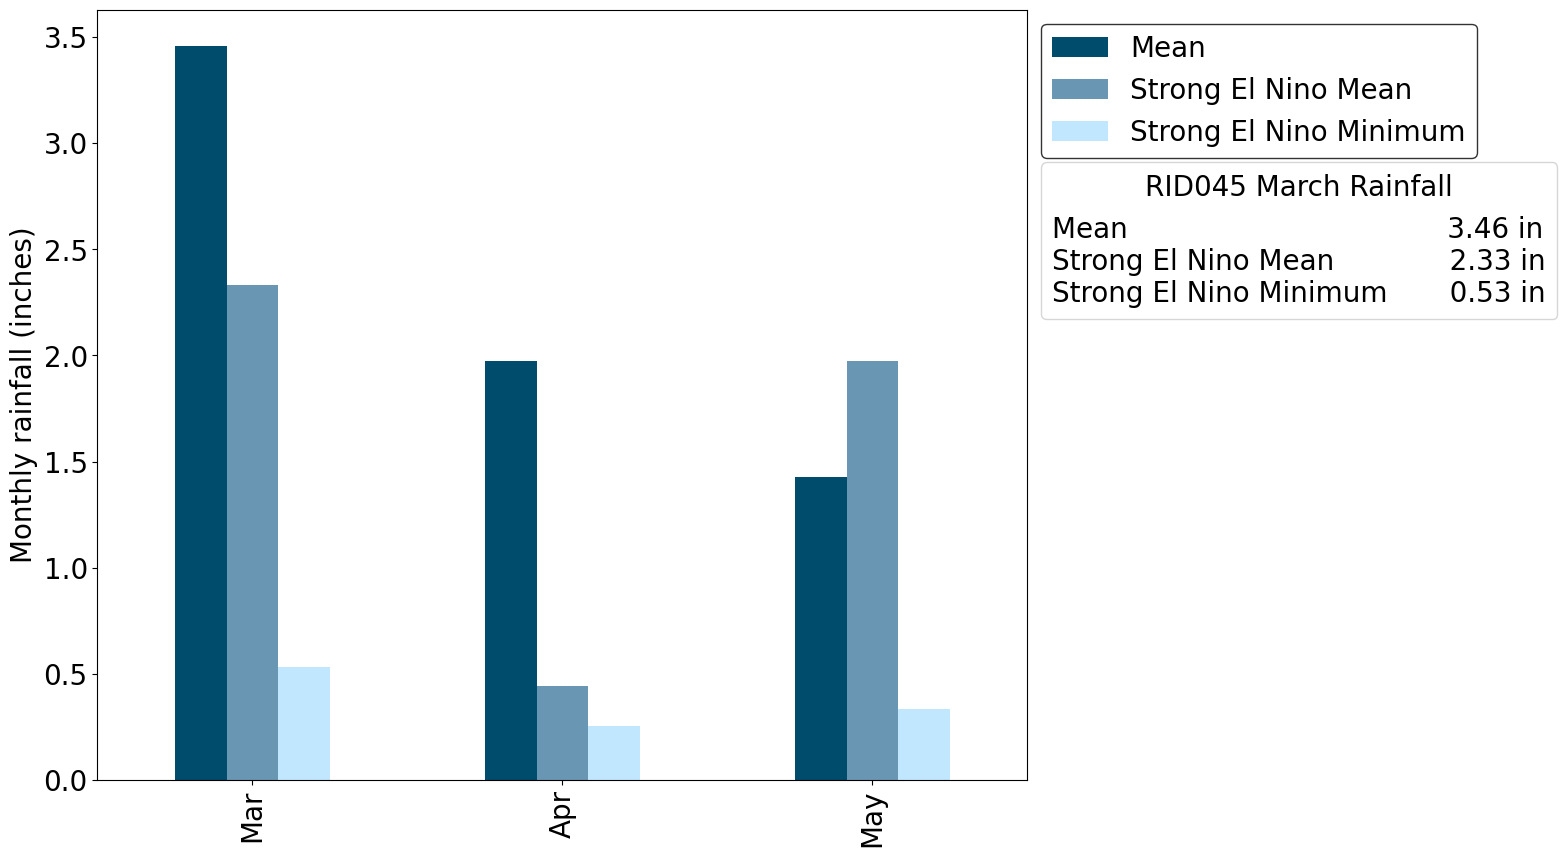 Monthly rainfall (inches)
3.5
3.0
2.5
2.0
1.5
1.0
0.5
0.0
Mar
Apr
May
Mean
Strong El Nino Mean
Strong El Nino Minimum
RID045 March Rainfall
Mean 3.46 in
Strong El Nino Mean 2.33 in
Strong El Nino Minimum 0.53 in